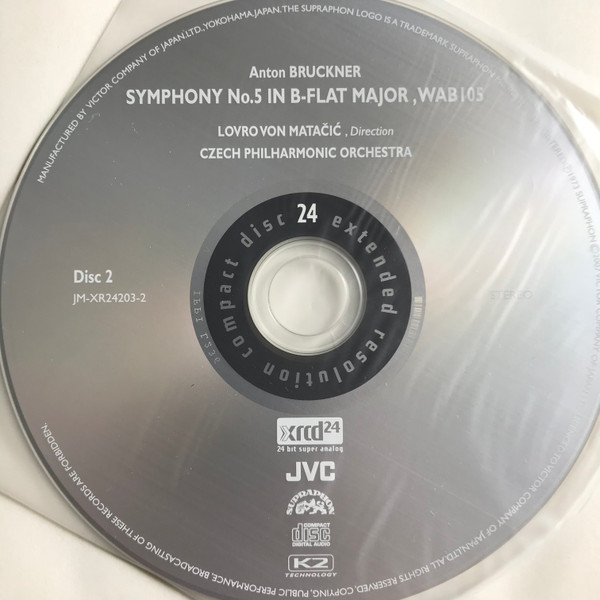 MANUFACTURED BY VICTOR COMPANY OF JAPAN, LTD., YOKOHAMA, JAPAN. THE SUPRAPHON LOGO IS A TRADEMARK SUPRAPHON
Anton BRUCKNER
SYMPHONY No.5 IN B-FLAT MAJOR ,WAB105
LOVRO VON MATAČIĆ , Direction
CZECH PHILHARMONIC ORCHESTRA
24
extended resolution compact disc
Disc 2
JM-XR24203-2
STEREO
xrcd24
24 bit super analog
JVC
SUPRAPHON
COMPACT
disc
DIGITAL AUDIO
K2
TECHNOLOGY
COMPANY OF JAPAN, LTD. ALL RIGHTS RESERVED. COPYING, PUBLIC PERFORMANCE, BROADCASTING OF THESE RECORDS ARE FORBIDDEN.